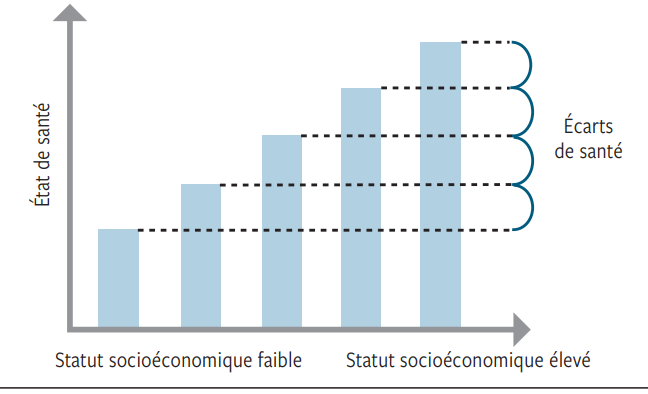 État de santé
Écarts
de santé
Statut socioéconomique faible
Statut socioéconomique élevé